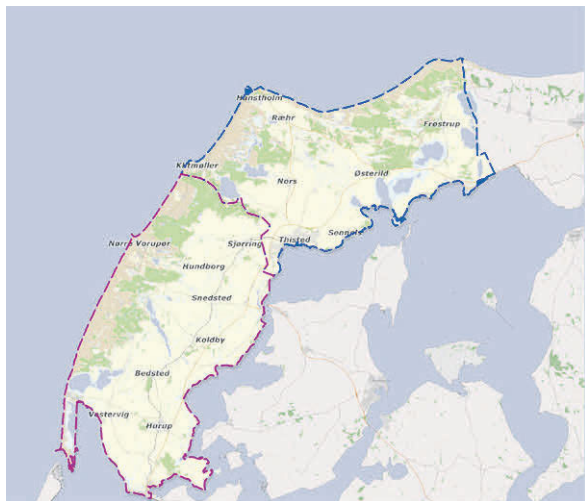 Hanstholm
Ræhr
Frøstrup
Klitmøller
Nors
Østerild
Nørre Vorupør
Sjørring
Thisted
Sennels
Hundborg
Snedsted
Koldby
Bedsted
Vestervig
Hurup